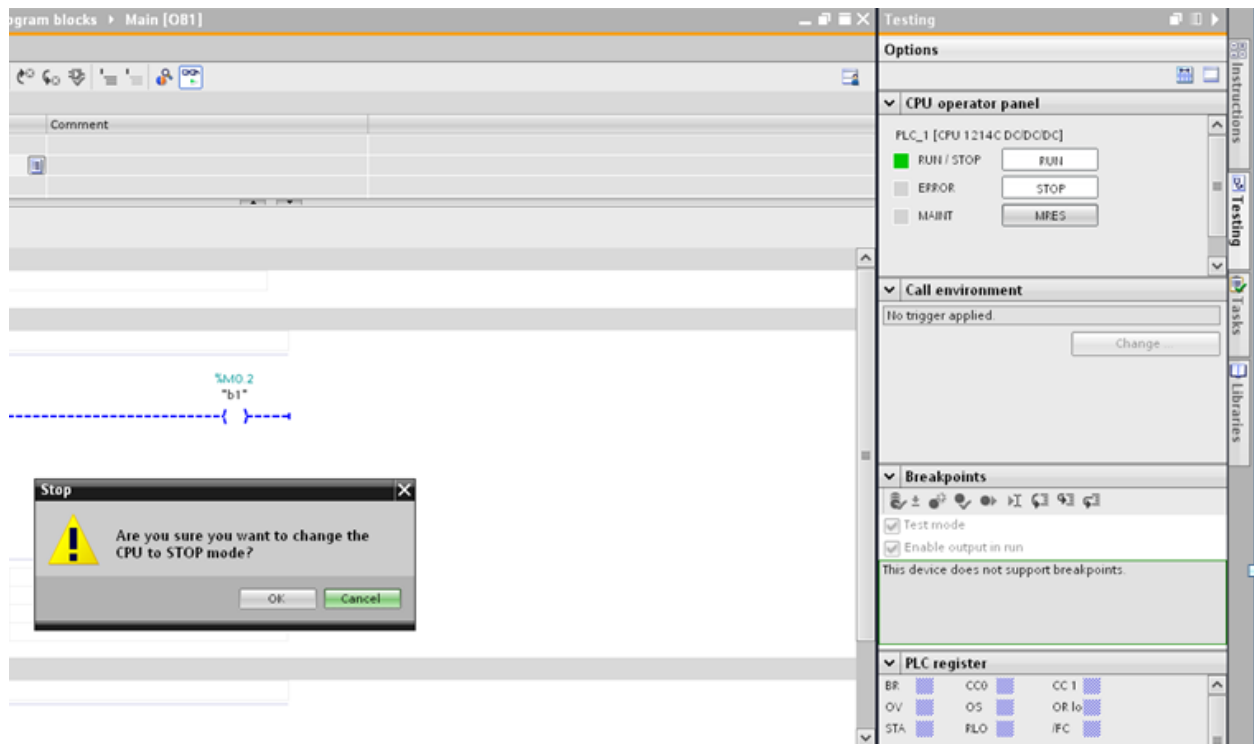 ogram blocks ▸ Main [OB1]
Comment
%M0.2
"b1"
Stop
Are you sure you want to change the
CPU to STOP mode?
OK
Cancel
Testing
Options
CPU operator panel
PLC_1 [CPU 1214C DC/DC/DC]
RUN / STOP RUN
ERROR STOP
MAINT MRES
Call environment
No trigger applied.
Change ...
Breakpoints
Test mode
Enable output in run
This device does not support breakpoints.
PLC register
BR CC0 CC 1
OV OS OR lo
STA RLO /FC
Instructions
Testing
Tasks
Libraries